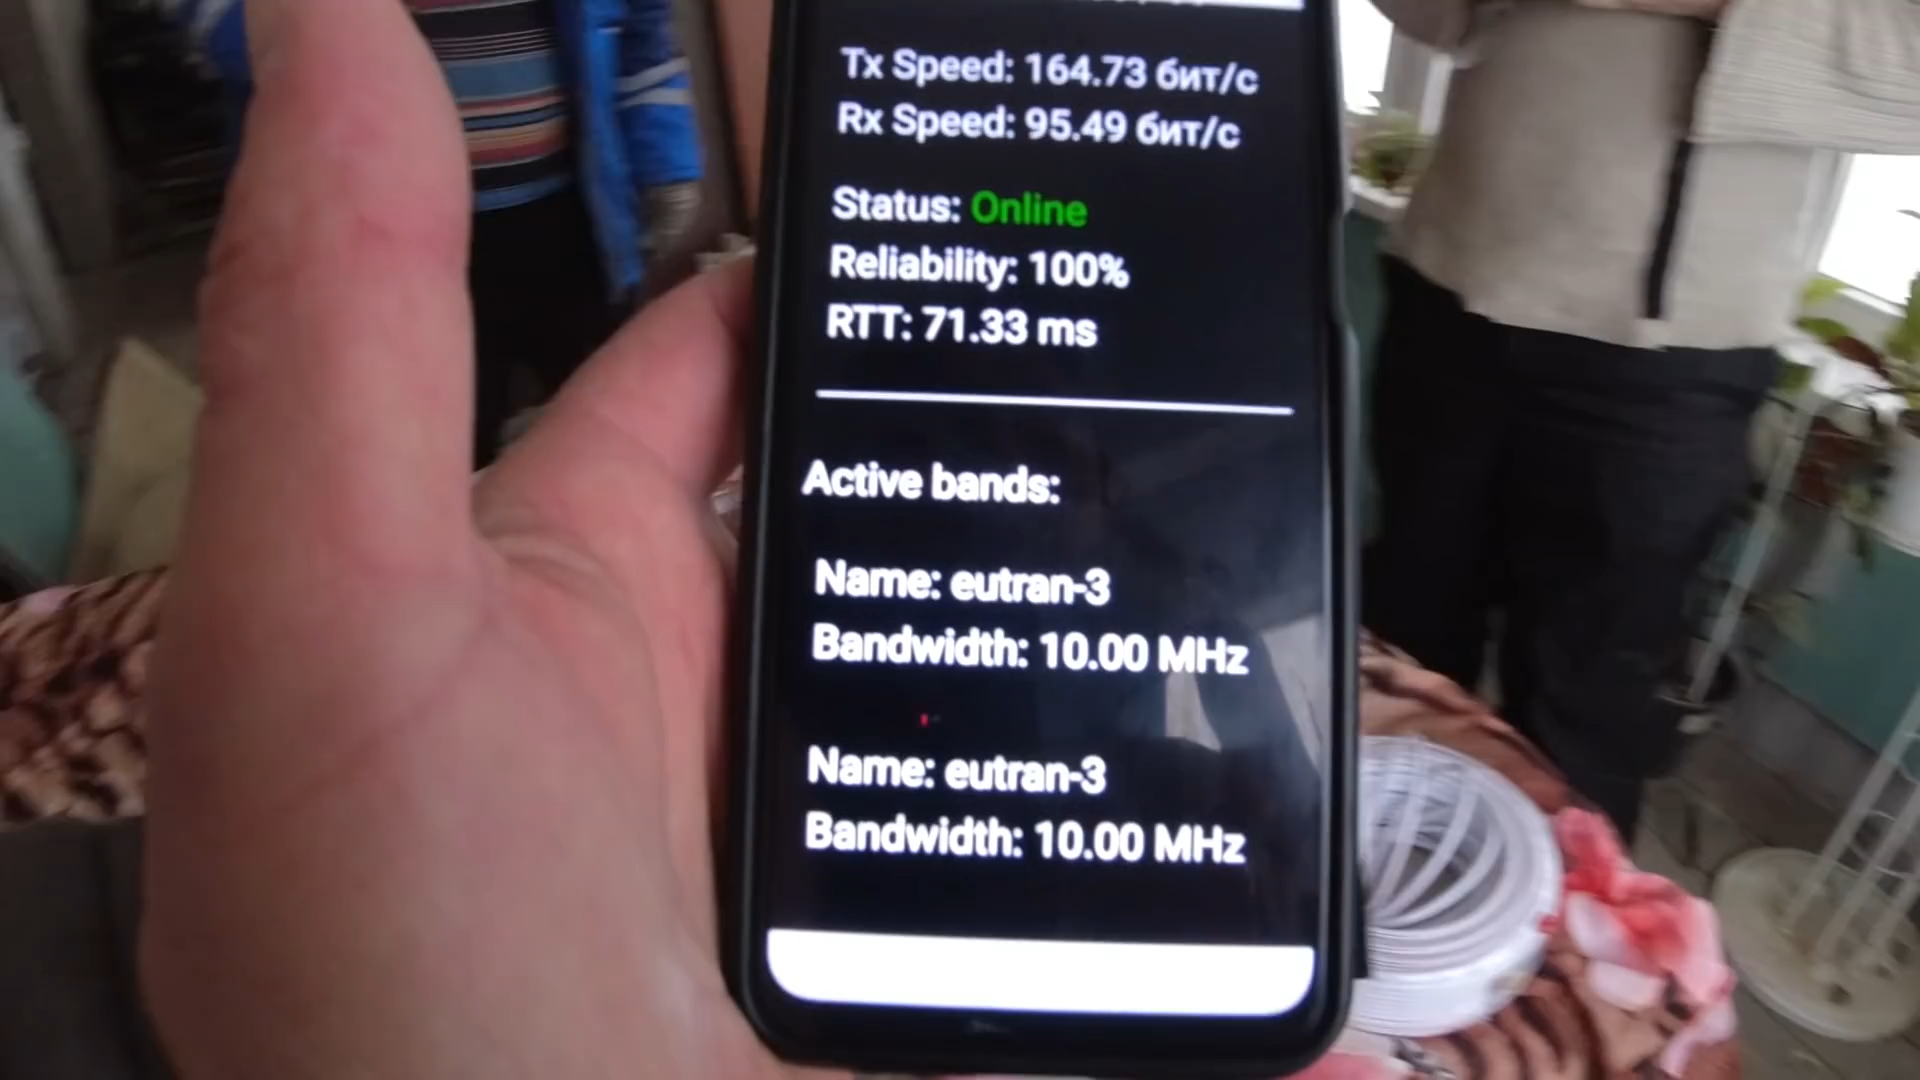 Tx Speed: 164.73 бит/с
Rx Speed: 95.49 бит/с
Status: Online
Reliability: 100%
RTT: 71.33 ms
Active bands:
Name: eutran-3
Bandwidth: 10.00 MHz
Name: eutran-3
Bandwidth: 10.00 MHz